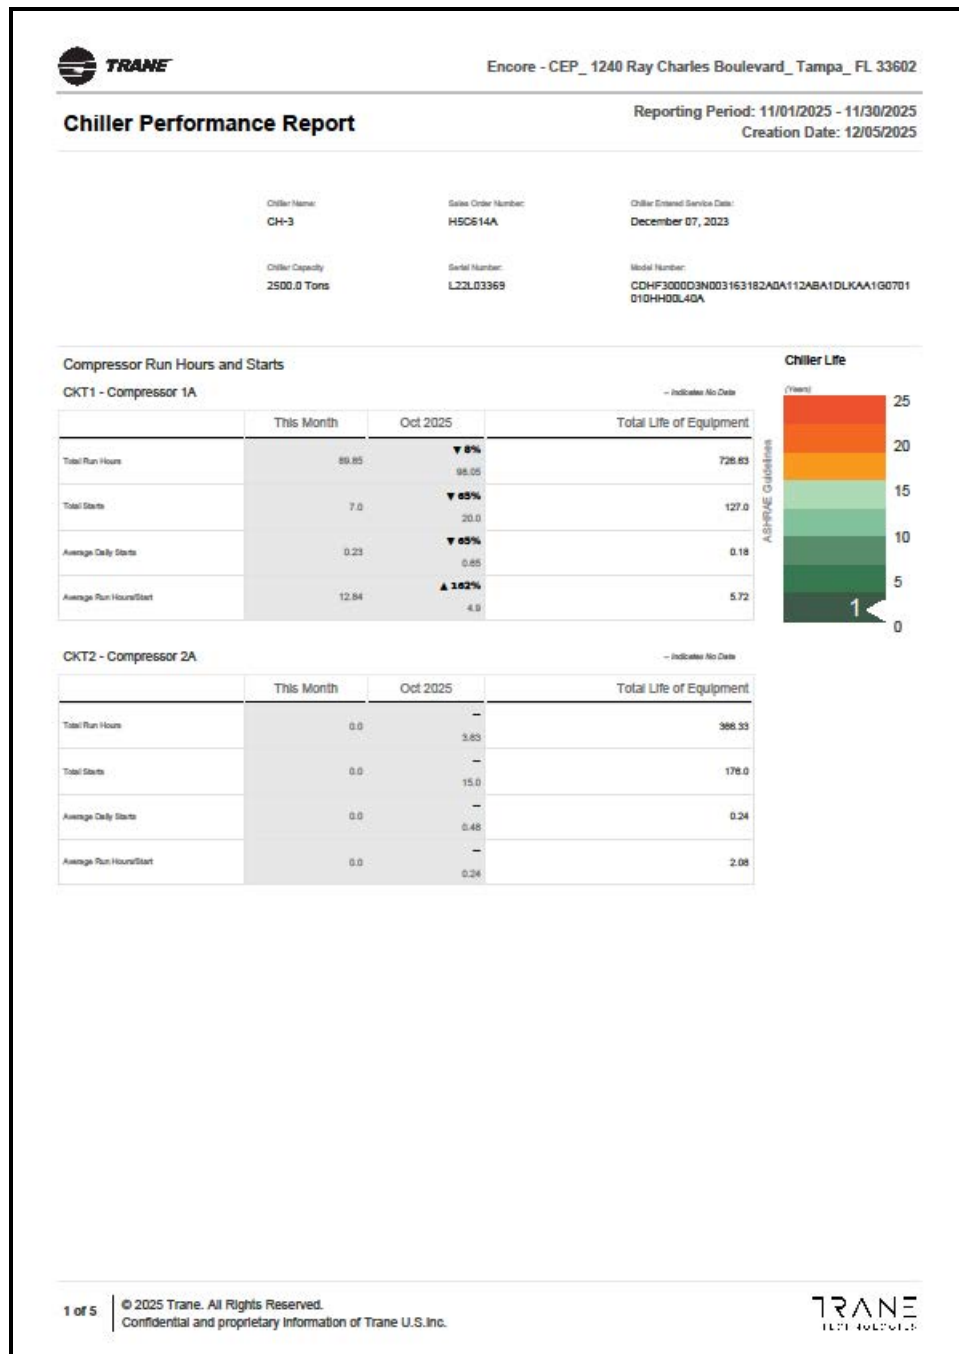 TRANE
Encore - CEP_ 1240 Ray Charles Boulevard_ Tampa_ FL 33602
Chiller Performance Report
Reporting Period: 11/01/2025 - 11/30/2025
Creation Date: 12/05/2025
Chiller Name: Sales Order Number: Chiller Entered Service Date:
CH-3 H5C614A December 07, 2023
Chiller Capacity Serial Number: Model Number:
2500.0 Tons L22L03369 CDHF3000D3N003163182A0A112ABA1DLKAA1G0701
010HH00L40A
Compressor Run Hours and Starts
CKT1 - Compressor 1A -- Indicates No Data
This Month Oct 2025 Total Life of Equipment
Total Run Hours 89.85 ▼ 8% 98.05 726.63
Total Starts 7.0 ▼ 65% 20.0 127.0
Average Daily Starts 0.23 ▼ 65% 0.65 0.18
Average Run Hours/Start 12.84 ▲ 162% 4.9 5.72
Chiller Life
(Years)
ASHRAE Guidelines
25
20
15
10
5
1
0
CKT2 - Compressor 2A -- Indicates No Data
This Month Oct 2025 Total Life of Equipment
Total Run Hours 0.0 -- 3.83 366.33
Total Starts 0.0 -- 15.0 176.0
Average Daily Starts 0.0 -- 0.48 0.24
Average Run Hours/Start 0.0 -- 0.24 2.08
1 of 5
© 2025 Trane. All Rights Reserved.
Confidential and proprietary information of Trane U.S.Inc.
TRANE
TECHNOLOGIES